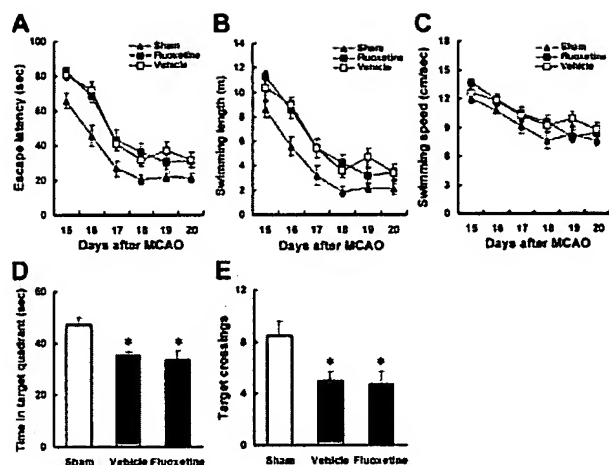 A
Sham
Fluoxetine
Vehicle
Escape latency (sec)
100
80
60
40
20
0
15 16 17 18 19 20
Days after MCAO
B
Sham
Fluoxetine
Vehicle
Swimming length (m)
14
12
10
8
6
4
2
0
15 16 17 18 19 20
Days after MCAO
C
Sham
Fluoxetine
Vehicle
Swimming speed (cm/sec)
18
15
12
9
6
3
0
15 16 17 18 19 20
Days after MCAO
D
Time in target quadrant (sec)
60
40
20
0
* *
Sham Vehicle Fluoxetine
E
Target crossings
12
8
4
0
* *
Sham Vehicle Fluoxetine